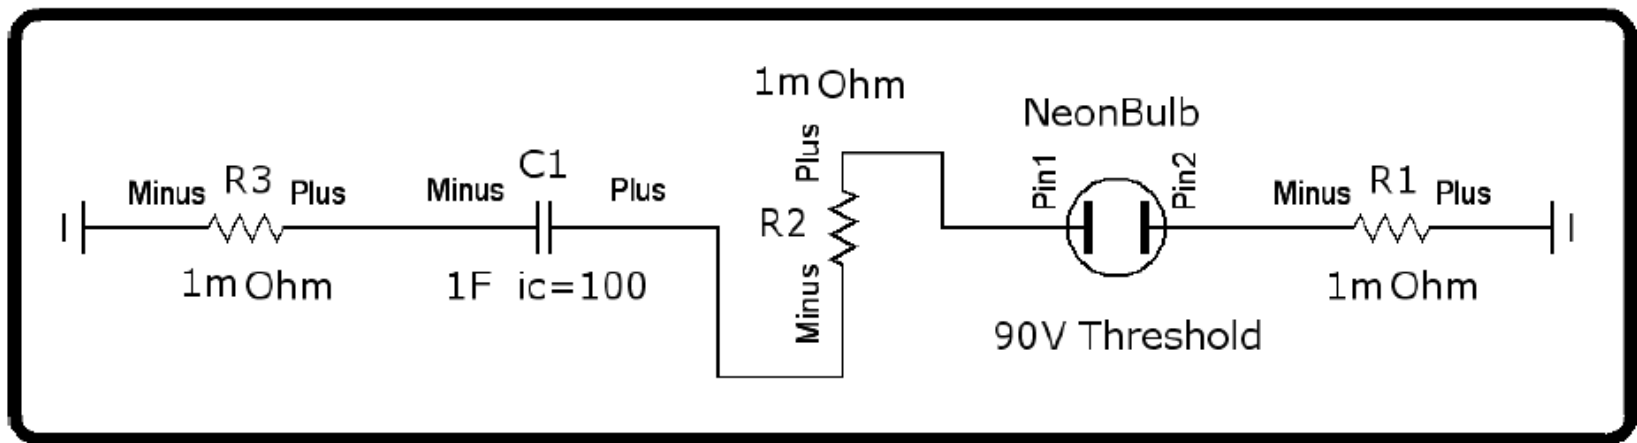 1m Ohm
NeonBulb
Plus
Pin1
Pin2
Minus R3 Plus
Minus C1 Plus
R2
Minus R1 Plus
1m Ohm
1F ic=100
Minus
1m Ohm
90V Threshold